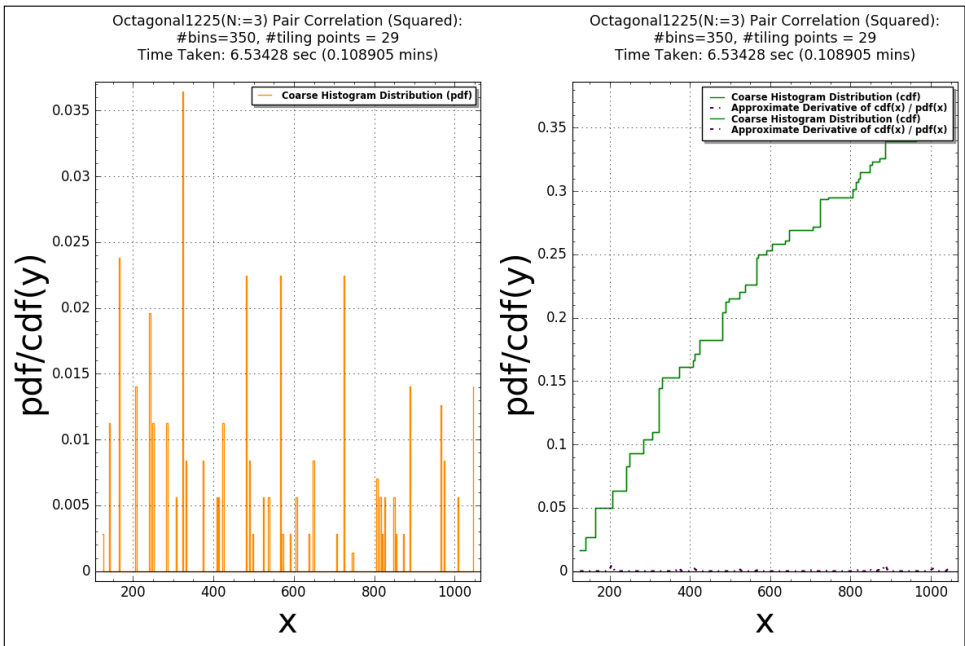 Octagonal1225(N:=3) Pair Correlation (Squared):
#bins=350, #tiling points = 29
Time Taken: 6.53428 sec (0.108905 mins)
Coarse Histogram Distribution (pdf)
0.035
0.03
0.025
0.02
0.015
0.01
0.005
0
200
400
600
800
1000
pdf/cdf(y)
x
Octagonal1225(N:=3) Pair Correlation (Squared):
#bins=350, #tiling points = 29
Time Taken: 6.53428 sec (0.108905 mins)
Coarse Histogram Distribution (cdf)
Approximate Derivative of cdf(x) / pdf(x)
Coarse Histogram Distribution (cdf)
Approximate Derivative of cdf(x) / pdf(x)
0.35
0.3
0.25
0.2
0.15
0.1
0.05
0
200
400
600
800
1000
pdf/cdf(y)
x